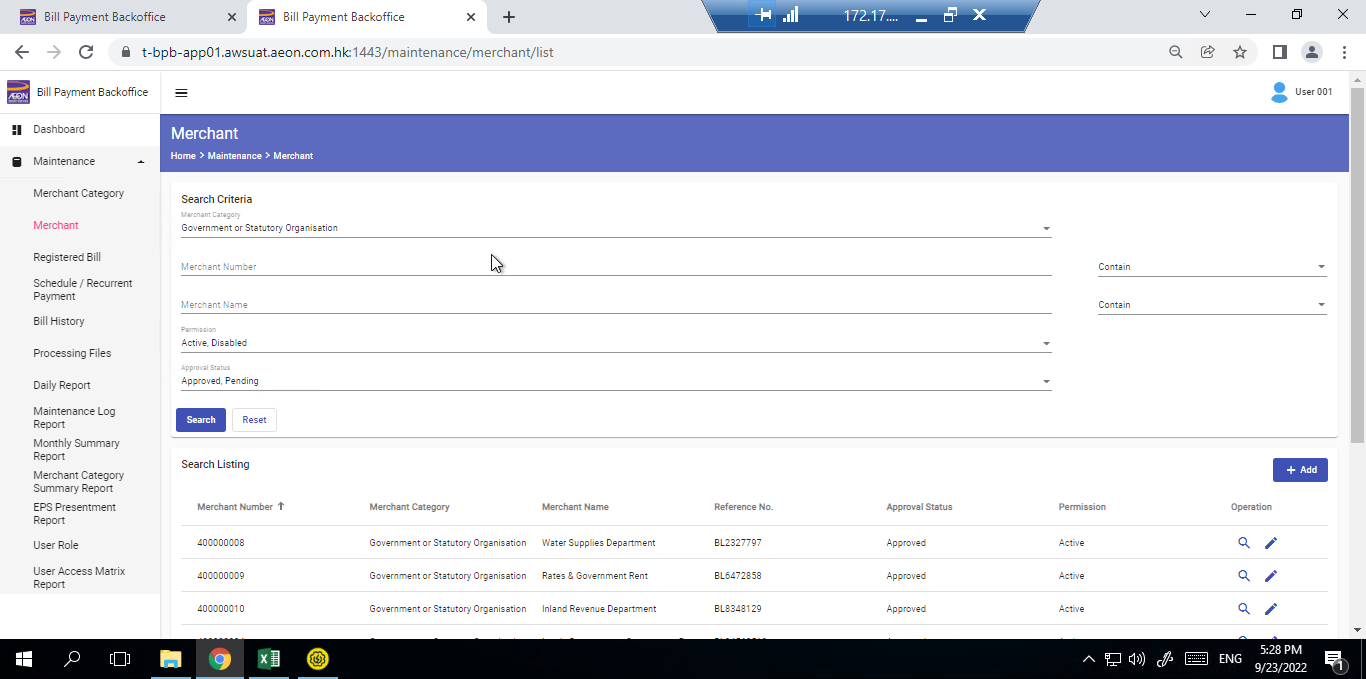 Bill Payment Backoffice
Bill Payment Backoffice
172.17....
t-bpb-app01.awsuat.aeon.com.hk:1443/maintenance/merchant/list
AEON
Bill Payment Backoffice
User 001
Dashboard
Maintenance
Merchant Category
Merchant
Registered Bill
Schedule / Recurrent
Payment
Bill History
Processing Files
Daily Report
Maintenance Log
Report
Monthly Summary
Report
Merchant Category
Summary Report
EPS Presentment
Report
User Role
User Access Matrix
Report
Merchant
Home > Maintenance > Merchant
Search Criteria
Merchant Category
Government or Statutory Organisation
Merchant Number
Contain
Merchant Name
Contain
Permission
Active, Disabled
Approval Status
Approved, Pending
Search
Reset
Search Listing
+ Add
Merchant Number ↑ Merchant Category Merchant Name Reference No. Approval Status Permission Operation
400000008 Government or Statutory Organisation Water Supplies Department BL2327797 Approved Active
400000009 Government or Statutory Organisation Rates & Government Rent BL6472858 Approved Active
400000010 Government or Statutory Organisation Inland Revenue Department BL8348129 Approved Active
ENG
5:28 PM
9/23/2022
1